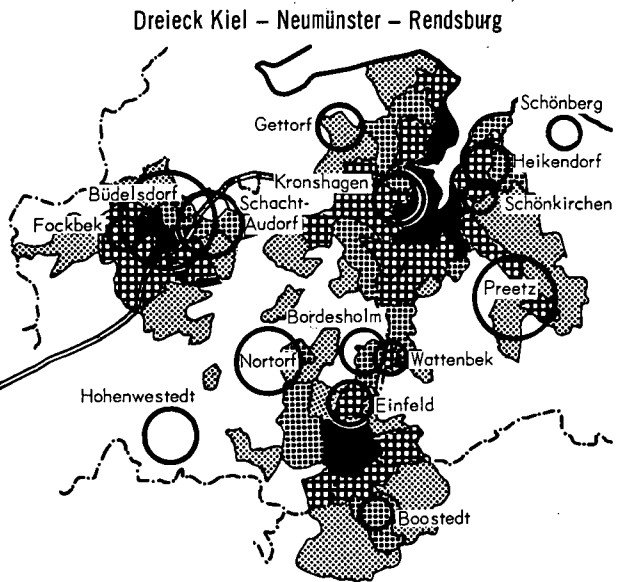 Dreieck Kiel – Neumünster – Rendsburg
Schönberg
Gettorf
Heikendorf
Kronshagen
Büdelsdorf
Schacht-
Audorf
Schönkirchen
Fockbek
Preetz
Bordesholm
Nortorf
Wattenbek
Hohenwestedt
Einfeld
Boostedt